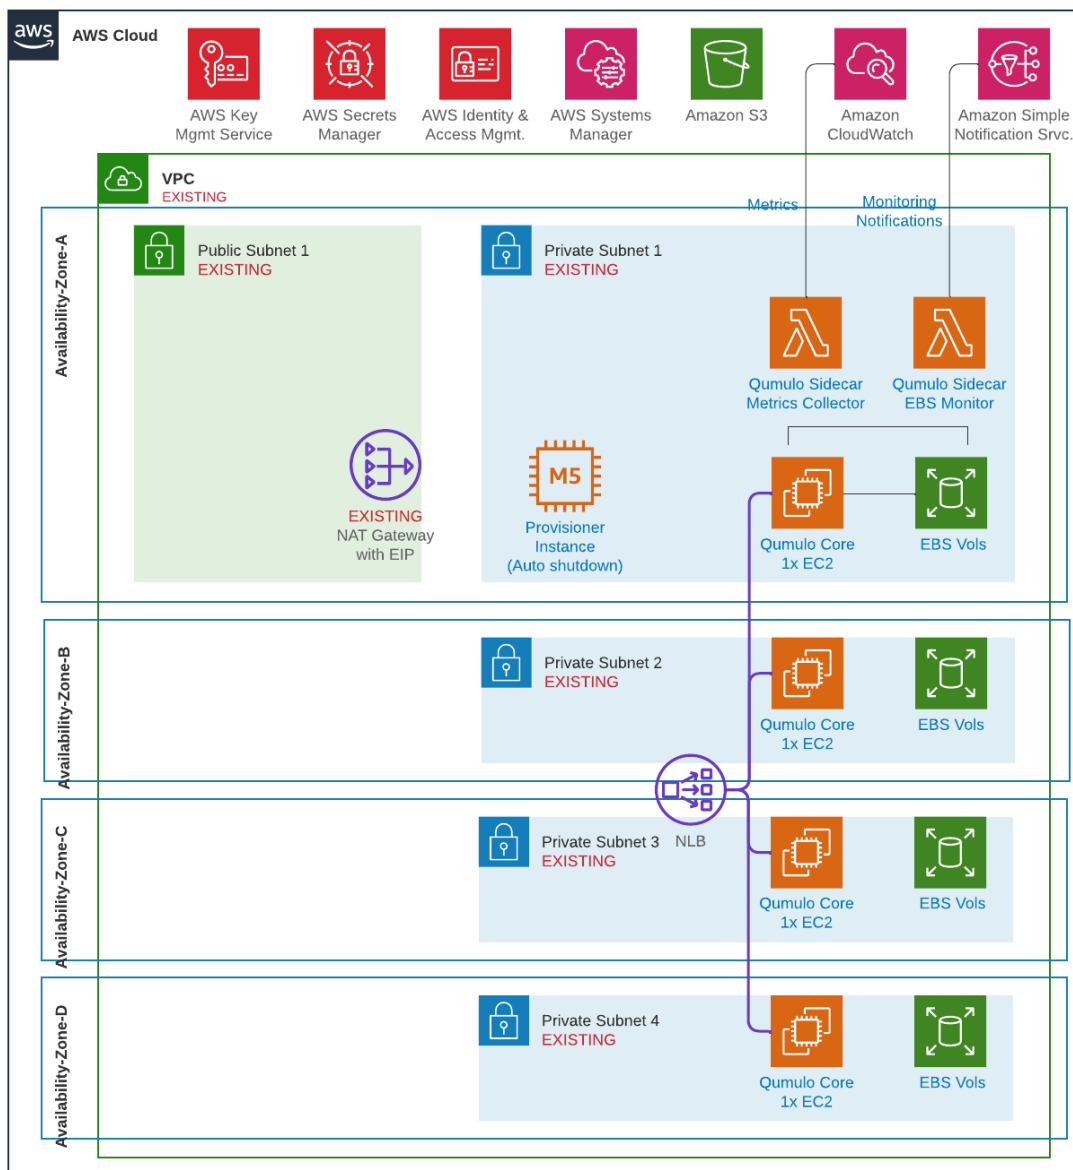 aws
AWS Cloud
AWS Key
Mgmt Service
AWS Secrets
Manager
AWS Identity &
Access Mgmt.
AWS Systems
Manager
Amazon S3
Amazon
CloudWatch
Amazon Simple
Notification Srvc.
VPC
EXISTING
Metrics
Monitoring
Notifications
Availability-Zone-A
Public Subnet 1
EXISTING
Private Subnet 1
EXISTING
Qumulo Sidecar
Metrics Collector
Qumulo Sidecar
EBS Monitor
EXISTING
NAT Gateway
with EIP
M5
Provisioner
Instance
(Auto shutdown)
Qumulo Core
1x EC2
EBS Vols
Availability-Zone-B
Private Subnet 2
EXISTING
Qumulo Core
1x EC2
EBS Vols
NLB
Availability-Zone-C
Private Subnet 3
EXISTING
Qumulo Core
1x EC2
EBS Vols
Availability-Zone-D
Private Subnet 4
EXISTING
Qumulo Core
1x EC2
EBS Vols